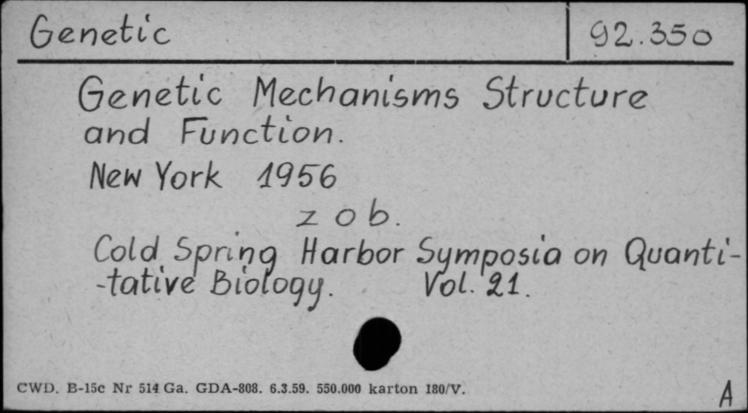 Genetic 92.350
Genetic Mechanisms Structure
and Function.
New York 1956
zob.
Cold Spring Harbor Symposia on Quanti-
-tative Biology. Vol. 21.
CWD. B-15c Nr 514 Ga. GDA-808. 6.3.59. 550.000 karton 180/V.
A